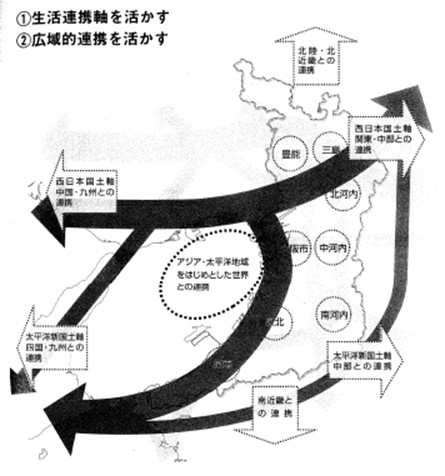 ①生活連携軸を活かす
②広域的連携を活かす
北陸・北
近畿との
連携
西日本国土軸
関東・中部との
連携
豊能
三島
西日本国土軸
中国・九州との
連携
北河内
アジア・太平洋地域
をはじめとした世界
との連携
阪市
中河内
北
南河内
太平洋新国土軸
四国・九州との
連携
太平洋新国土軸
中部との連携
南近畿と
の連携